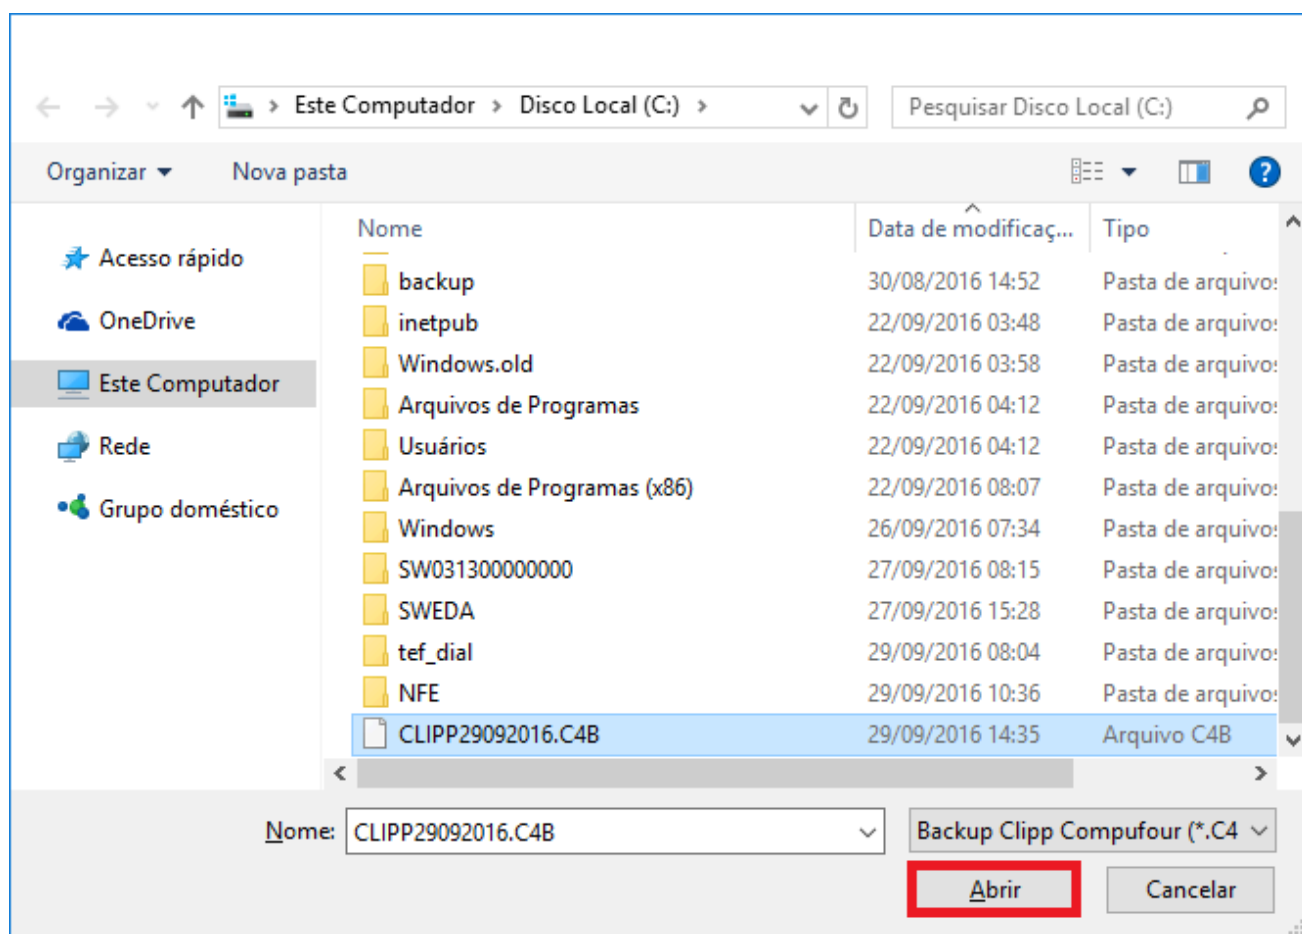 Este Computador > Disco Local (C:) >
Pesquisar Disco Local (C:)
Organizar
Nova pasta
?
Nome
Data de modificaç...
Tipo
Acesso rápido
OneDrive
Este Computador
Rede
Grupo doméstico
backup 30/08/2016 14:52 Pasta de arquivos
inetpub 22/09/2016 03:48 Pasta de arquivos
Windows.old 22/09/2016 03:58 Pasta de arquivos
Arquivos de Programas 22/09/2016 04:12 Pasta de arquivos
Usuários 22/09/2016 04:12 Pasta de arquivos
Arquivos de Programas (x86) 22/09/2016 08:07 Pasta de arquivos
Windows 26/09/2016 07:34 Pasta de arquivos
SW031300000000 27/09/2016 08:15 Pasta de arquivos
SWEDA 27/09/2016 15:28 Pasta de arquivos
tef_dial 29/09/2016 08:04 Pasta de arquivos
NFE 29/09/2016 10:36 Pasta de arquivos
CLIPP29092016.C4B 29/09/2016 14:35 Arquivo C4B
Nome: CLIPP29092016.C4B
Backup Clipp Compufour (*.C4
Abrir
Cancelar